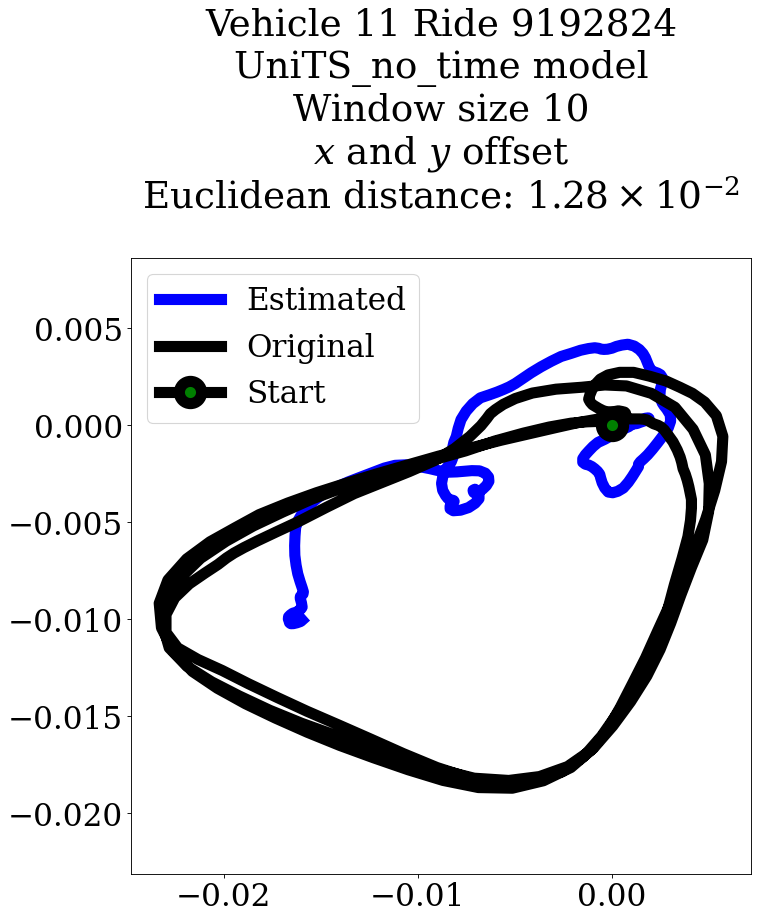 Vehicle 11 Ride 9192824
UniTS_no_time model
Window size 10
x and y offset
Euclidean distance: 1.28 × 10⁻²
Estimated
Original
Start
0.005
0.000
−0.005
−0.010
−0.015
−0.020
−0.02
−0.01
0.00